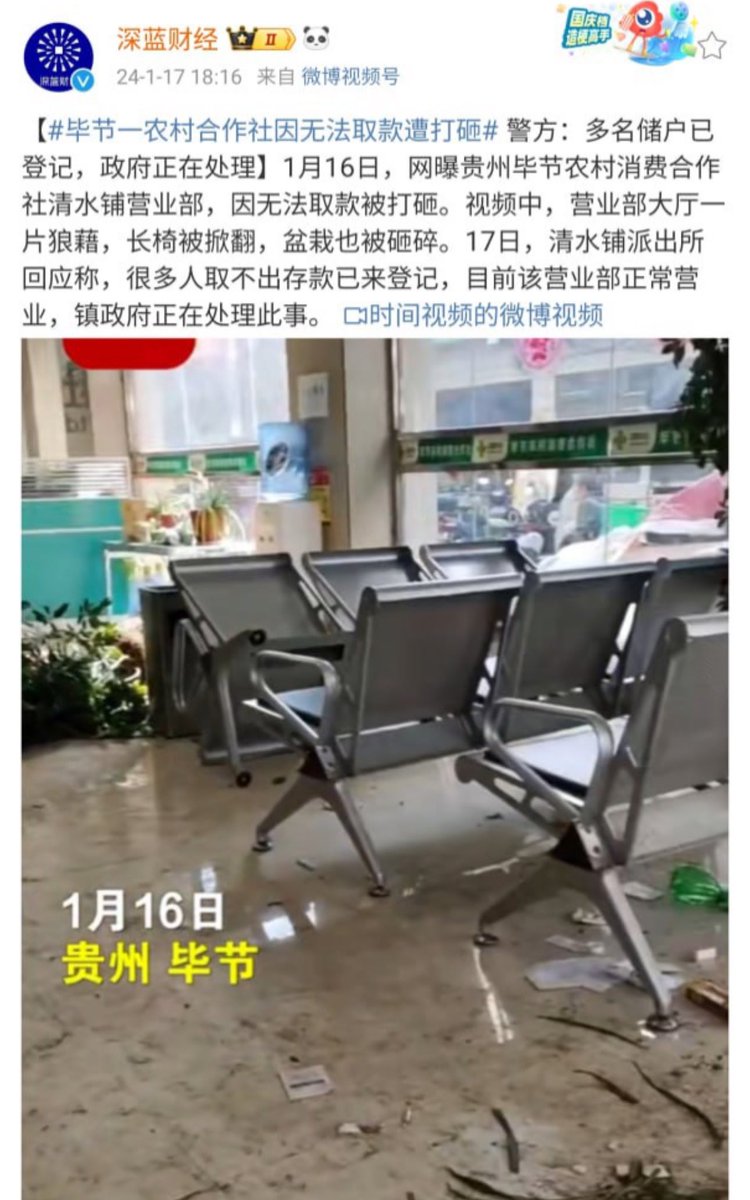 深蓝财经 II
国庆档
造梗高手
深蓝财
24-1-17 18:16 来自 微博视频号
【#毕节一农村合作社因无法取款遭打砸# 警方：多名储户已
登记，政府正在处理】1月16日，网曝贵州毕节农村消费合作
社清水铺营业部，因无法取款被打砸。视频中，营业部大厅一
片狼藉，长椅被掀翻，盆栽也被砸碎。17日，清水铺派出所
回应称，很多人取不出存款已来登记，目前该营业部正常营
业，镇政府正在处理此事。 时间视频的微博视频
1月16日
贵州 毕节